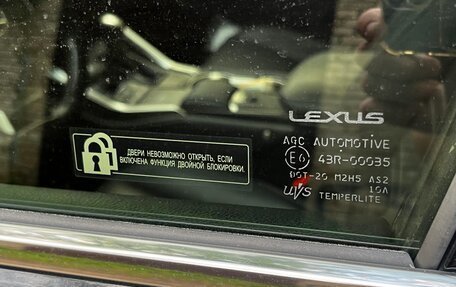 LEXUS
AGC AUTOMOTIVE
E6 43R-00035
DOT-20 M2H5 AS2
10A
UVS TEMPERLITE
ДВЕРИ НЕВОЗМОЖНО ОТКРЫТЬ, ЕСЛИ
ВКЛЮЧЕНА ФУНКЦИЯ ДВОЙНОЙ БЛОКИРОВКИ.